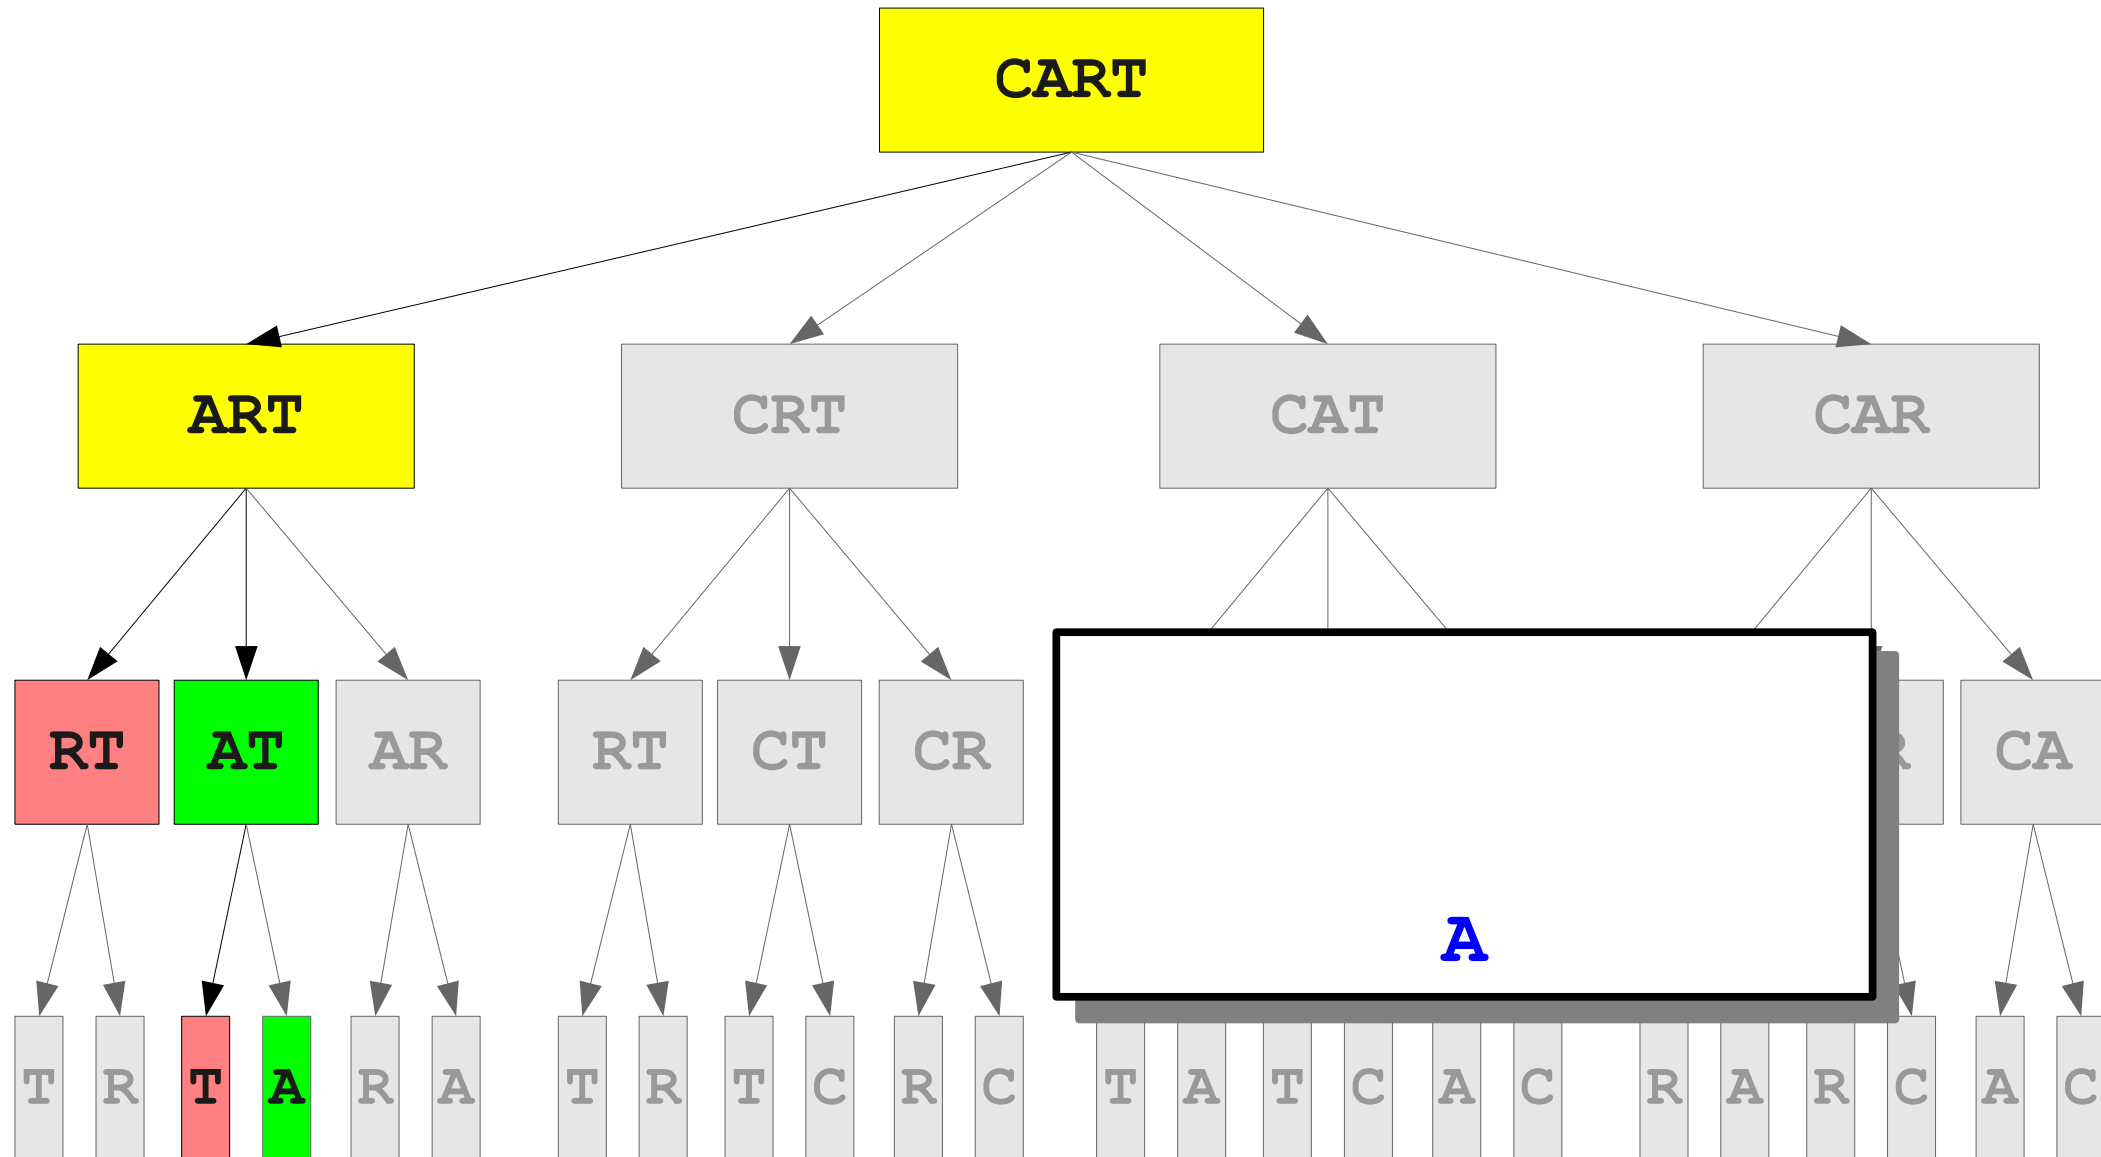 CART
ART CRT CAT CAR
RT AT AR RT CT CR CA
A
T R T A R A T R T C R C T A T C A C R A R C A C